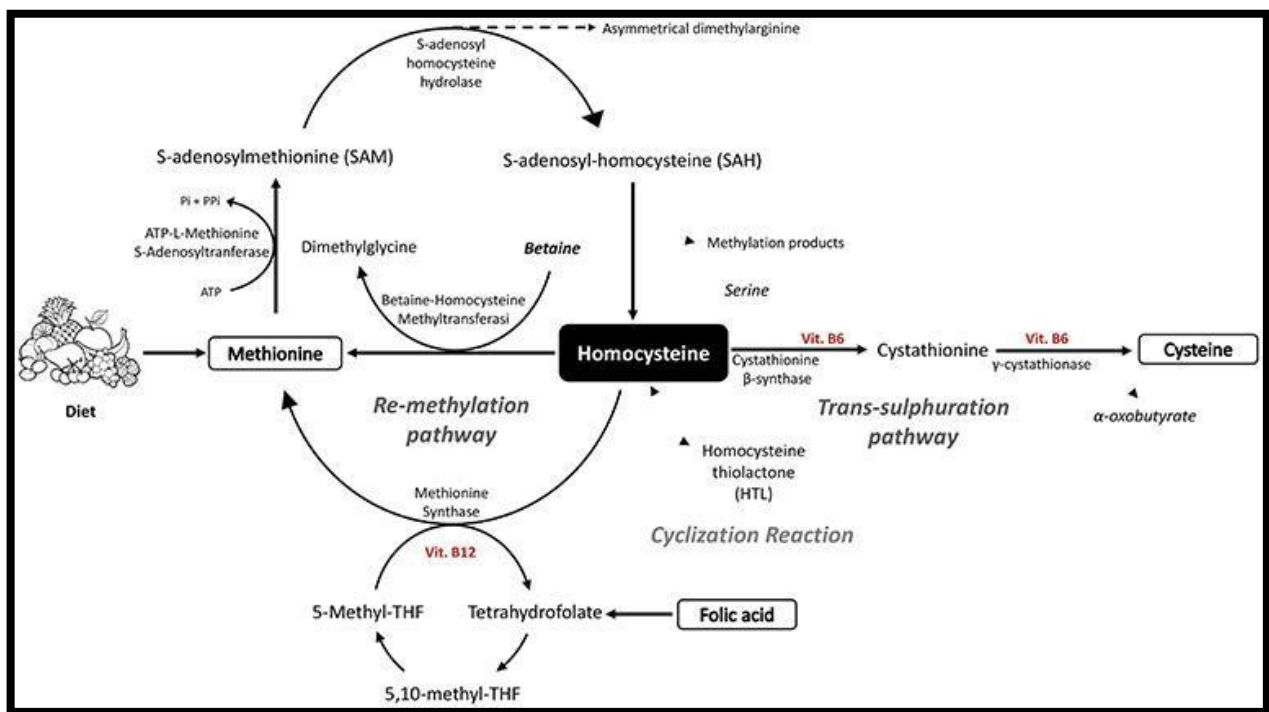 Asymmetrical dimethylarginine
S-adenosyl
homocysteine
hydrolase
S-adenosylmethionine (SAM)
S-adenosyl-homocysteine (SAH)
Pi + PPi
ATP-L-Methionine
S-Adenosyltranferase
ATP
Dimethylglycine
Betaine
Methylation products
Serine
Betaine-Homocysteine
Methyltransferasi
Diet
Methionine
Homocysteine
Vit. B6
Cystathionine
β-synthase
Cystathionine
Vit. B6
γ-cystathionase
Cysteine
Re-methylation
pathway
Trans-sulphuration
pathway
α-oxobutyrate
Homocysteine
thiolactone
(HTL)
Cyclization Reaction
Methionine
Synthase
Vit. B12
5-Methyl-THF
Tetrahydrofolate
Folic acid
5,10-methyl-THF